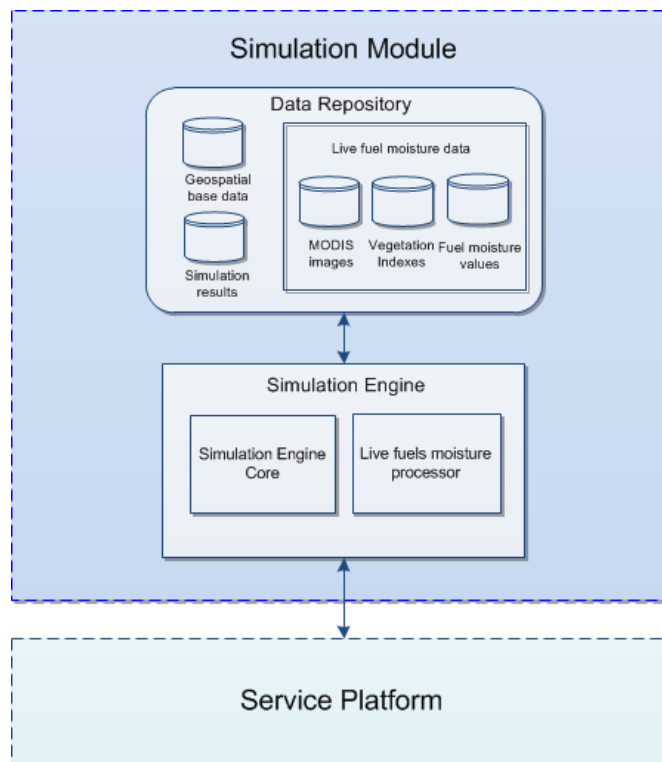 Simulation Module
Data Repository
Geospatial
base data
Simulation
results
Live fuel moisture data
MODIS
images
Vegetation
Indexes
Fuel moisture
values
Simulation Engine
Simulation Engine
Core
Live fuels moisture
processor
Service Platform